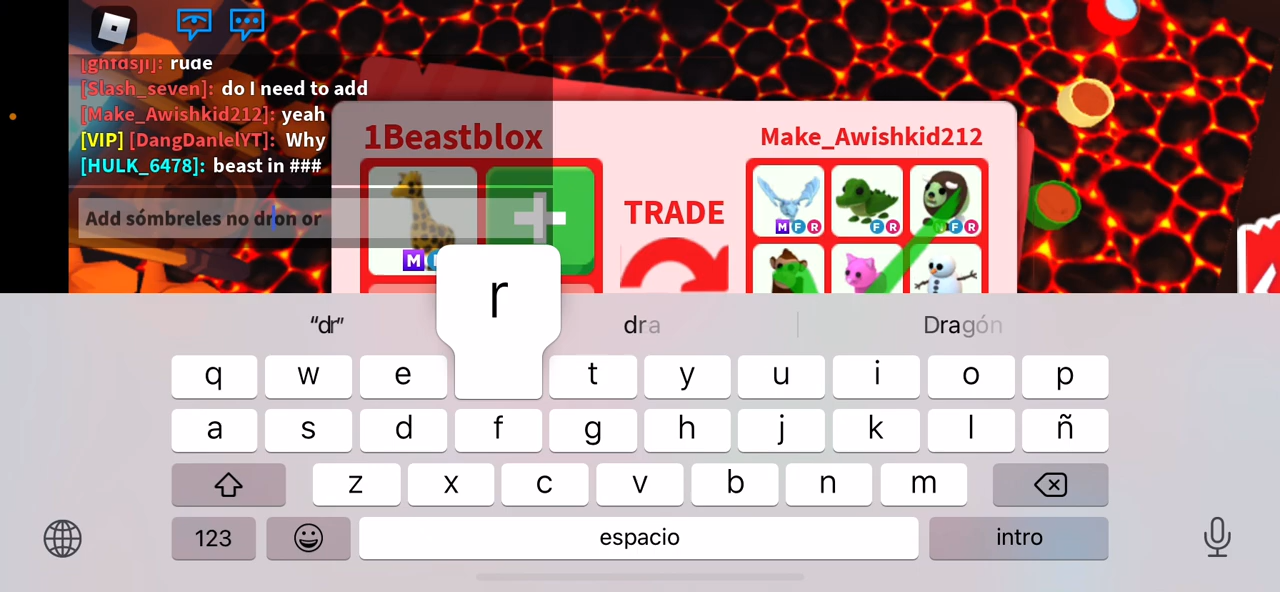 [ghfdsji]: rude
[Slash_seven]: do I need to add
[Make_Awishkid212]: yeah
[VIP] [DangDanlelYT]: Why
[HULK_6478]: beast in ###
Add sómbreles no dron or
1Beastblox
Make_Awishkid212
TRADE
M
M F R
F R
N F R
r
“dr”
dra
Dragón
q w e t y u i o p
a s d f g h j k l ñ
z x c v b n m
123
espacio
intro